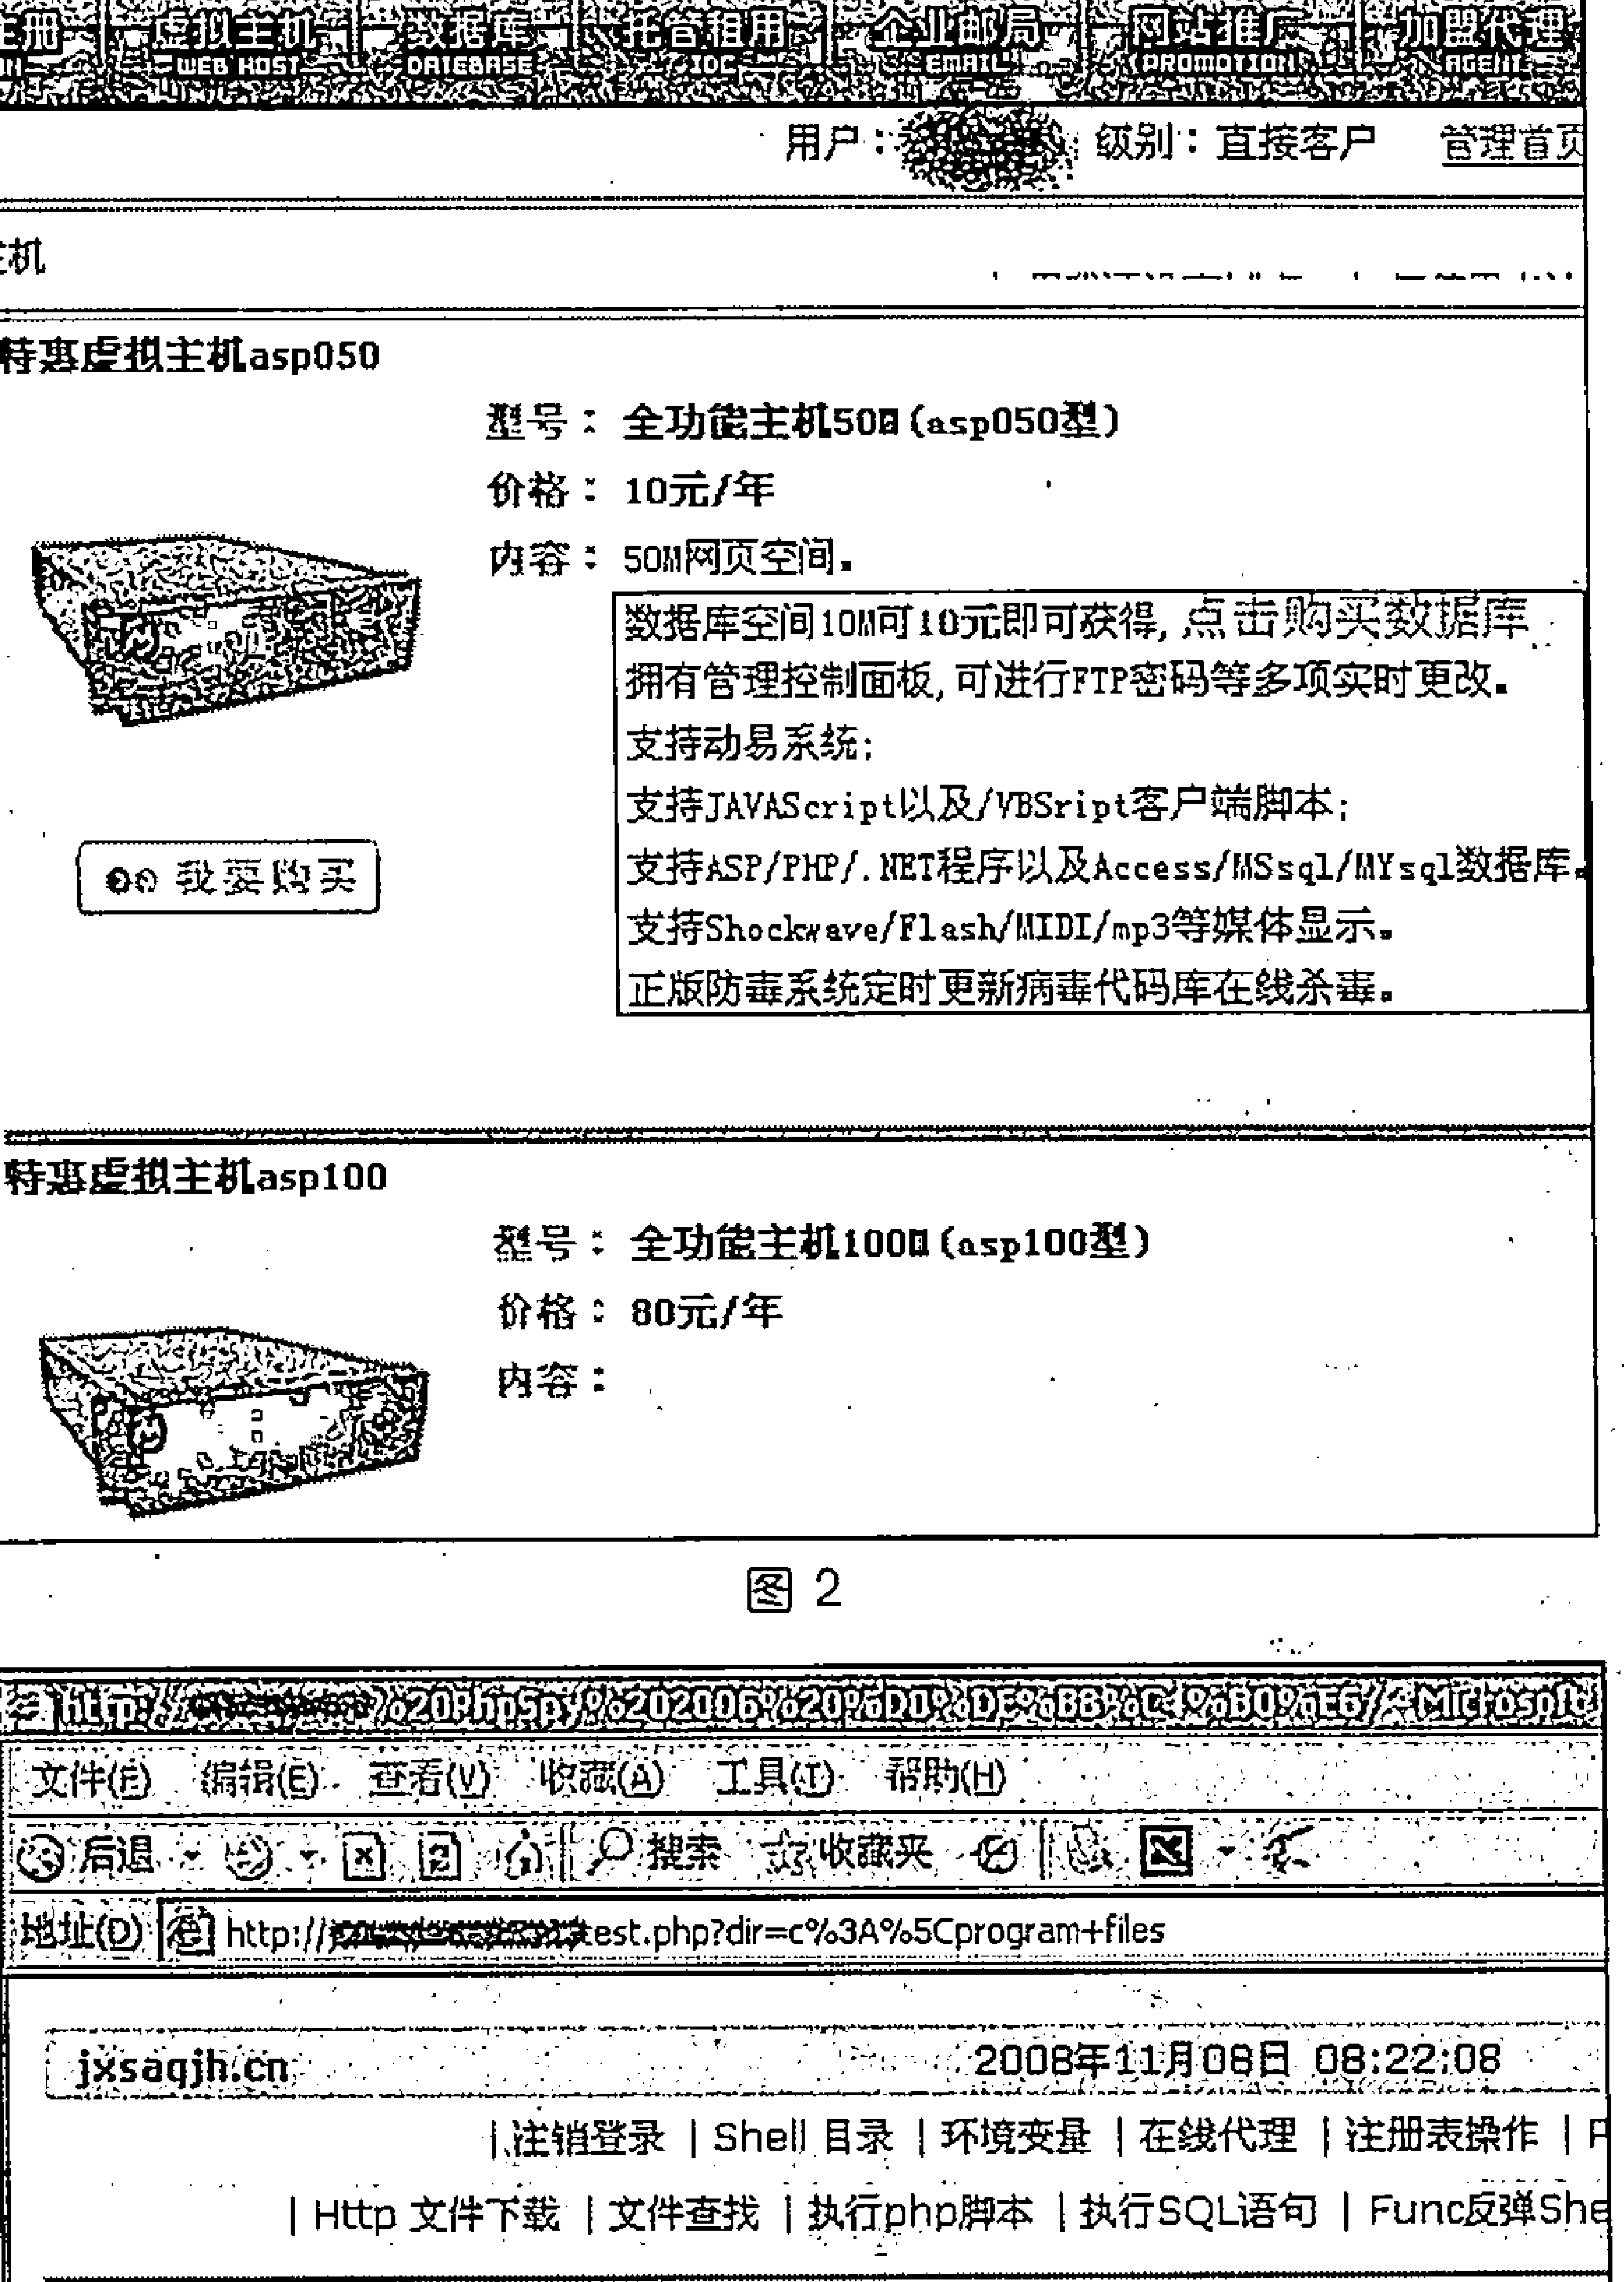 册 虚拟主机 数据库 托管租用 企业邮局 网站推广 加盟代理
WEB HOST DATEBASE IDC EMAIL PROMOTION AGENT
用户： 级别：直接客户 管理首页
主机
特惠虚拟主机asp050
型号：全功能主机50M(asp050型)
价格：10元/年
内容：50M网页空间。
数据库空间10M可10元即可获得,点击购买数据库
拥有管理控制面板,可进行FTP密码等多项实时更改。
支持动易系统;
支持JAVAScript以及/VBSript客户端脚本;
我要购买
支持ASP/PHP/.NET程序以及Access/MSsql/MYsql数据库。
支持Shockwave/Flash/MIDI/mp3等媒体显示。
正版防毒系统定时更新病毒代码库在线杀毒。
特惠虚拟主机asp100
型号：全功能主机100M(asp100型)
价格：80元/年
内容：
图 2
http:// %20PhpSpy%202006%20%D0%DE%B8%C4%B0%E6/ - Microsoft
文件(F) 编辑(E) 查看(V) 收藏(A) 工具(T) 帮助(H)
后退 搜索 收藏夹
地址(D) http:// test.php?dir=c%3A%5Cprogram+files
jxsaqjh.cn 2008年11月08日 08:22:08
| 注销登录 | Shell 目录 | 环境变量 | 在线代理 | 注册表操作 | P
| Http 文件下载 | 文件查找 | 执行php脚本 | 执行SQL语句 | Func反弹She